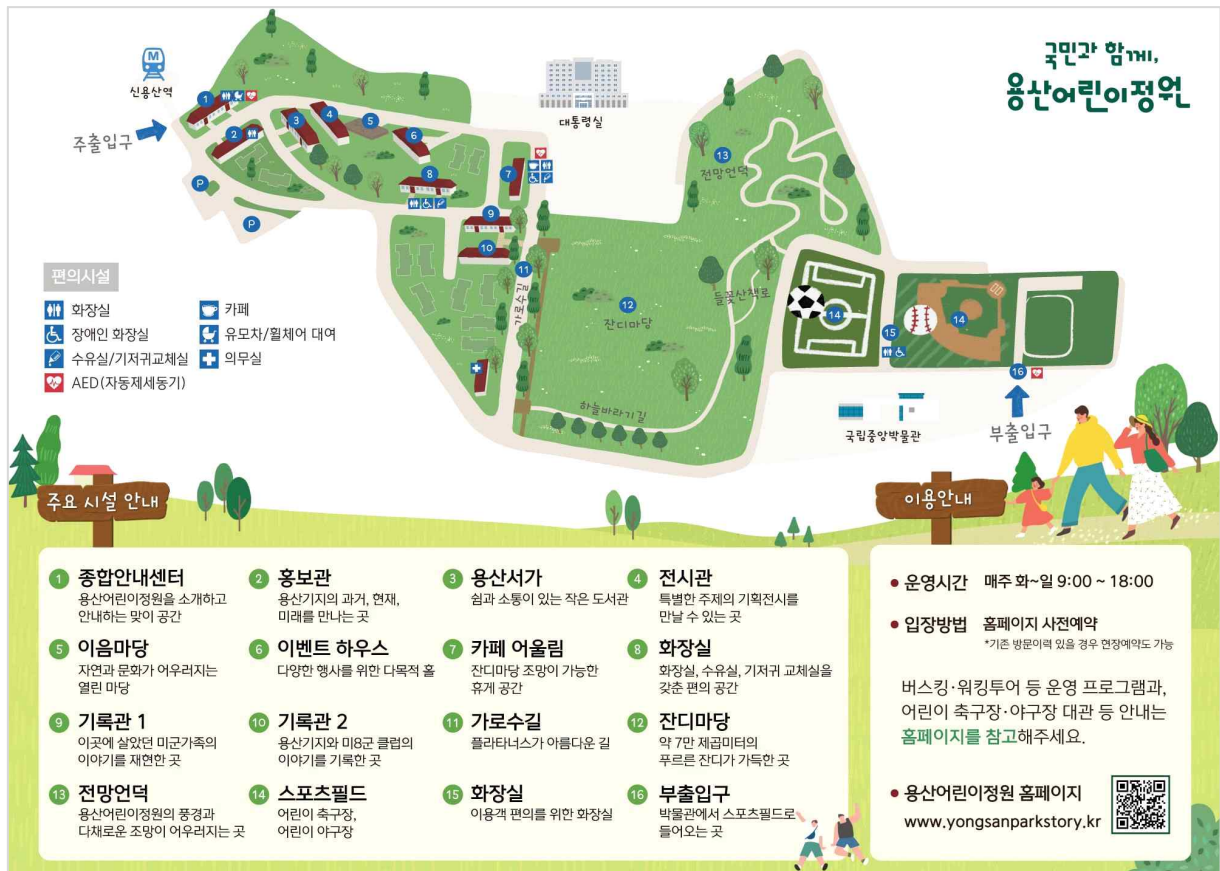 국민과 함께,
용산어린이정원
M
신용산역
주출입구
대통령실
1
2
3
4
5
6
7
8
9
10
11
가로수길
12
잔디마당
13
전망언덕
들꽃산책로
하늘바라기길
14
14
15
16
P
P
국립중앙박물관
부출입구
편의시설
화장실
장애인 화장실
수유실/기저귀교체실
AED(자동제세동기)
카페
유모차/휠체어 대여
의무실
주요 시설 안내
1 종합안내센터
용산어린이정원을 소개하고
안내하는 맞이 공간
2 홍보관
용산기지의 과거, 현재,
미래를 만나는 곳
3 용산서가
쉼과 소통이 있는 작은 도서관
4 전시관
특별한 주제의 기획전시를
만날 수 있는 곳
5 이음마당
자연과 문화가 어우러지는
열린 마당
6 이벤트 하우스
다양한 행사를 위한 다목적 홀
7 카페 어울림
잔디마당 조망이 가능한
휴게 공간
8 화장실
화장실, 수유실, 기저귀 교체실을
갖춘 편의 공간
9 기록관 1
이곳에 살았던 미군가족의
이야기를 재현한 곳
10 기록관 2
용산기지와 미8군 클럽의
이야기를 기록한 곳
11 가로수길
플라타너스가 아름다운 길
12 잔디마당
약 7만 제곱미터의
푸르른 잔디가 가득한 곳
13 전망언덕
용산어린이정원의 풍경과
다채로운 조망이 어우러지는 곳
14 스포츠필드
어린이 축구장,
어린이 야구장
15 화장실
이용객 편의를 위한 화장실
16 부출입구
박물관에서 스포츠필드로
들어오는 곳
이용안내
• 운영시간 매주 화~일 9:00 ~ 18:00
• 입장방법 홈페이지 사전예약
*기존 방문이력 있을 경우 현장예약도 가능
버스킹·워킹투어 등 운영 프로그램과,
어린이 축구장·야구장 대관 등 안내는
홈페이지를 참고해주세요.
• 용산어린이정원 홈페이지
www.yongsanparkstory.kr